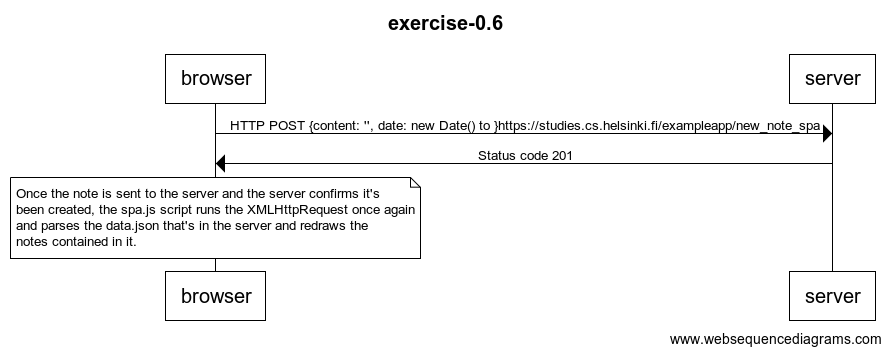 exercise-0.6
browser
server
HTTP POST {content: '', date: new Date() to }https://studies.cs.helsinki.fi/exampleapp/new_note_spa
Status code 201
Once the note is sent to the server and the server confirms it's
been created, the spa.js script runs the XMLHttpRequest once again
and parses the data.json that's in the server and redraws the
notes contained in it.
browser
server
www.websequencediagrams.com